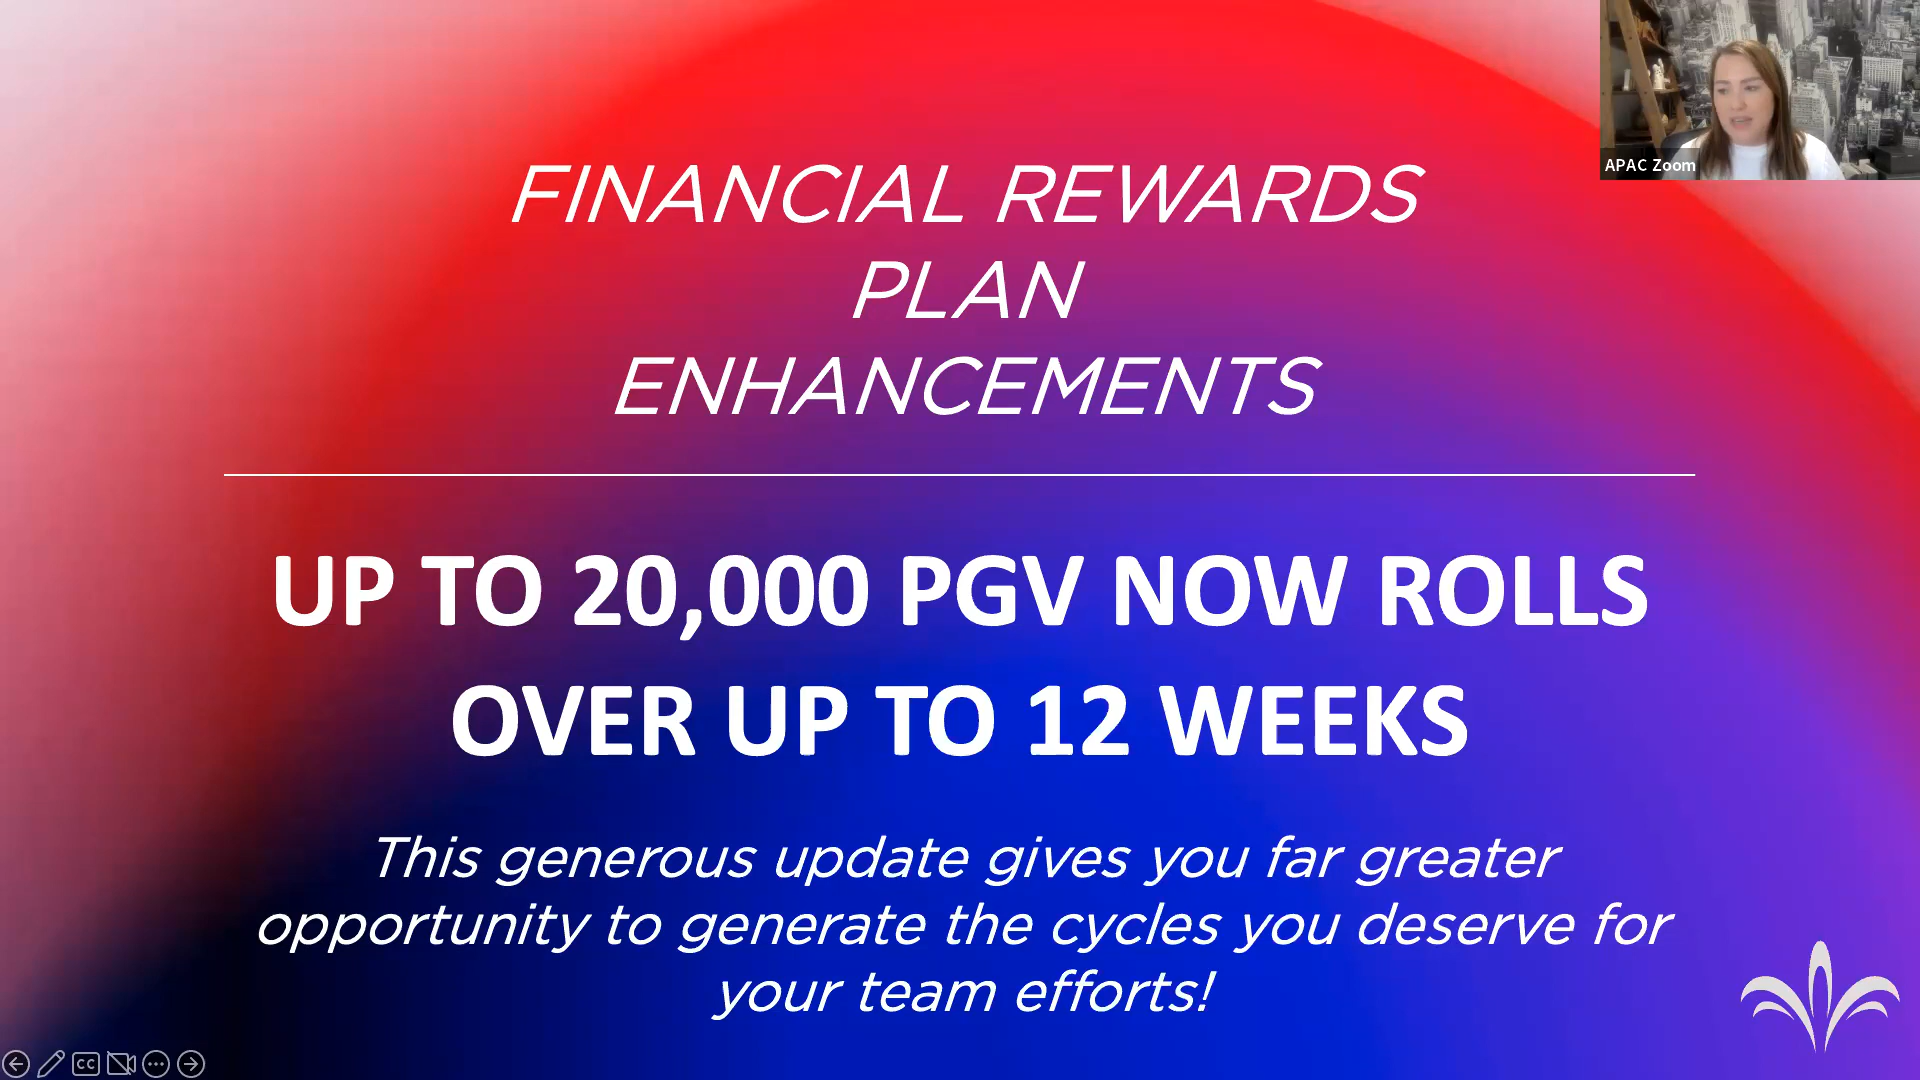 FINANCIAL REWARDS
PLAN
ENHANCEMENTS
UP TO 20,000 PGV NOW ROLLS
OVER UP TO 12 WEEKS
This generous update gives you far greater
opportunity to generate the cycles you deserve for
your team efforts!
APAC Zoom
CC